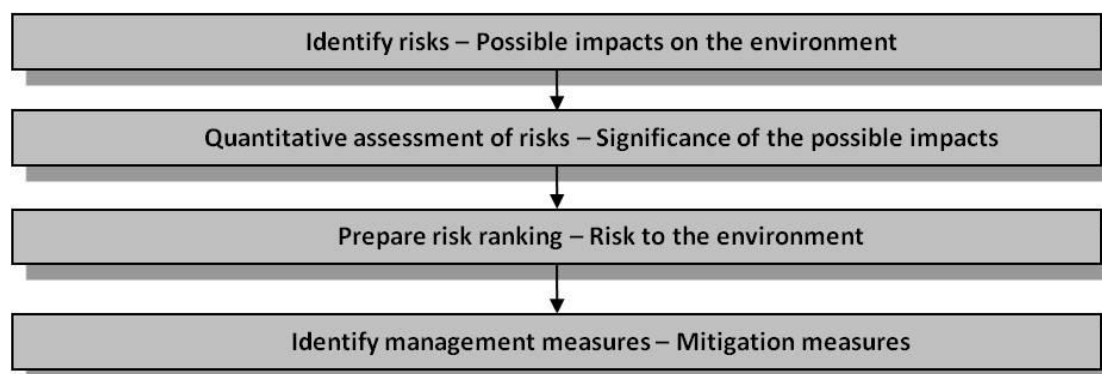 Identify risks – Possible impacts on the environment
Quantitative assessment of risks – Significance of the possible impacts
Prepare risk ranking – Risk to the environment
Identify management measures – Mitigation measures